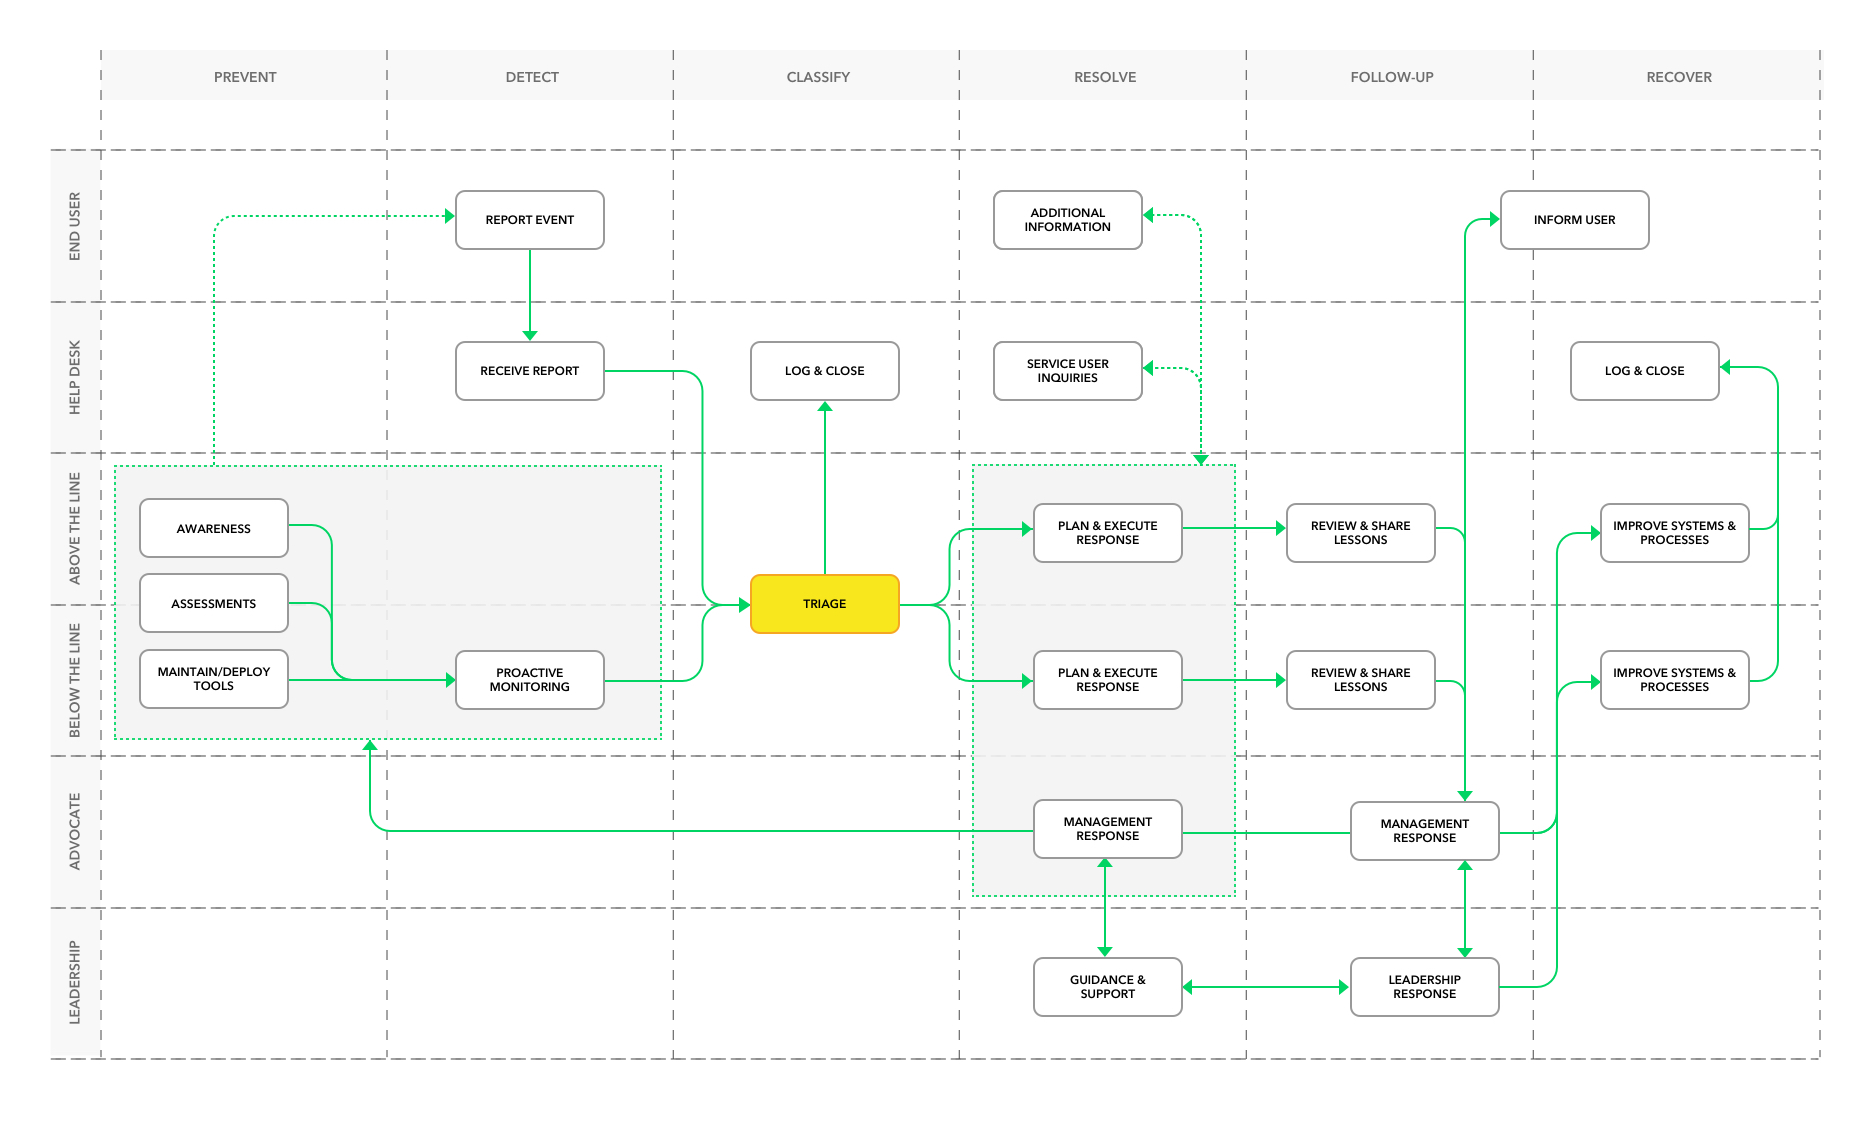 PREVENT
DETECT
CLASSIFY
RESOLVE
FOLLOW-UP
RECOVER
END USER
REPORT EVENT
ADDITIONAL
INFORMATION
INFORM USER
HELP DESK
RECEIVE REPORT
LOG & CLOSE
SERVICE USER
INQUIRIES
LOG & CLOSE
ABOVE THE LINE
AWARENESS
PLAN & EXECUTE
RESPONSE
REVIEW & SHARE
LESSONS
IMPROVE SYSTEMS &
PROCESSES
ASSESSMENTS
TRIAGE
BELOW THE LINE
MAINTAIN/DEPLOY
TOOLS
PROACTIVE
MONITORING
PLAN & EXECUTE
RESPONSE
REVIEW & SHARE
LESSONS
IMPROVE SYSTEMS &
PROCESSES
ADVOCATE
MANAGEMENT
RESPONSE
MANAGEMENT
RESPONSE
LEADERSHIP
GUIDANCE &
SUPPORT
LEADERSHIP
RESPONSE